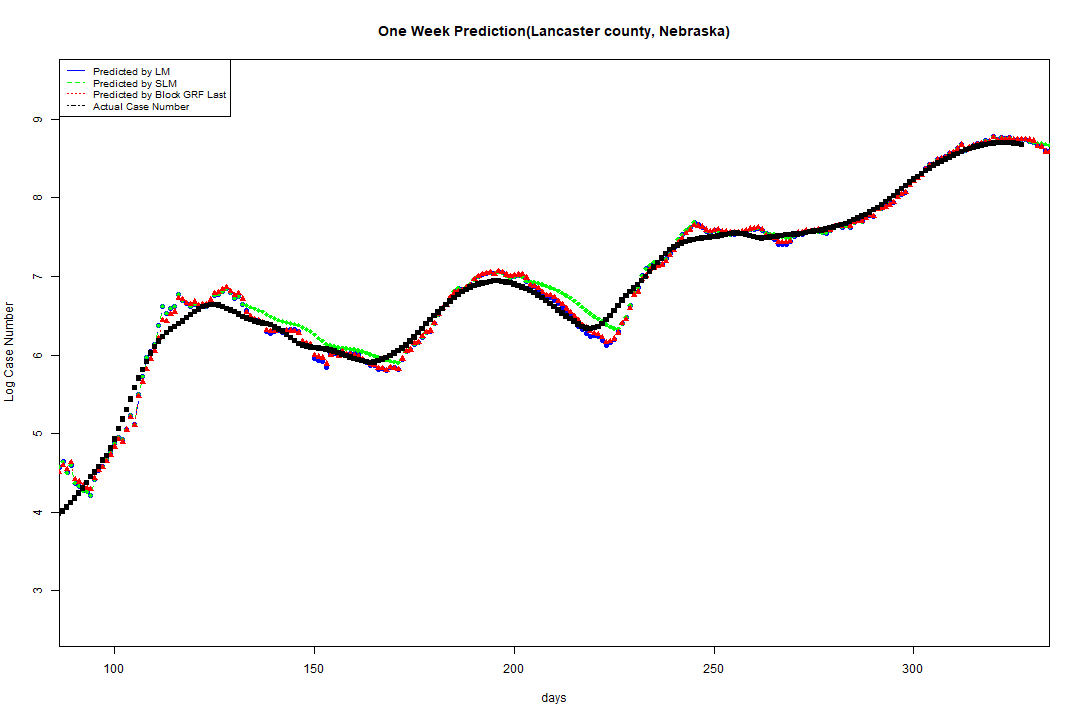 One Week Prediction(Lancaster county, Nebraska)
Predicted by LM
Predicted by SLM
Predicted by Block GRF Last
Actual Case Number
9
8
7
6
5
4
3
Log Case Number
100 150 200 250 300
days